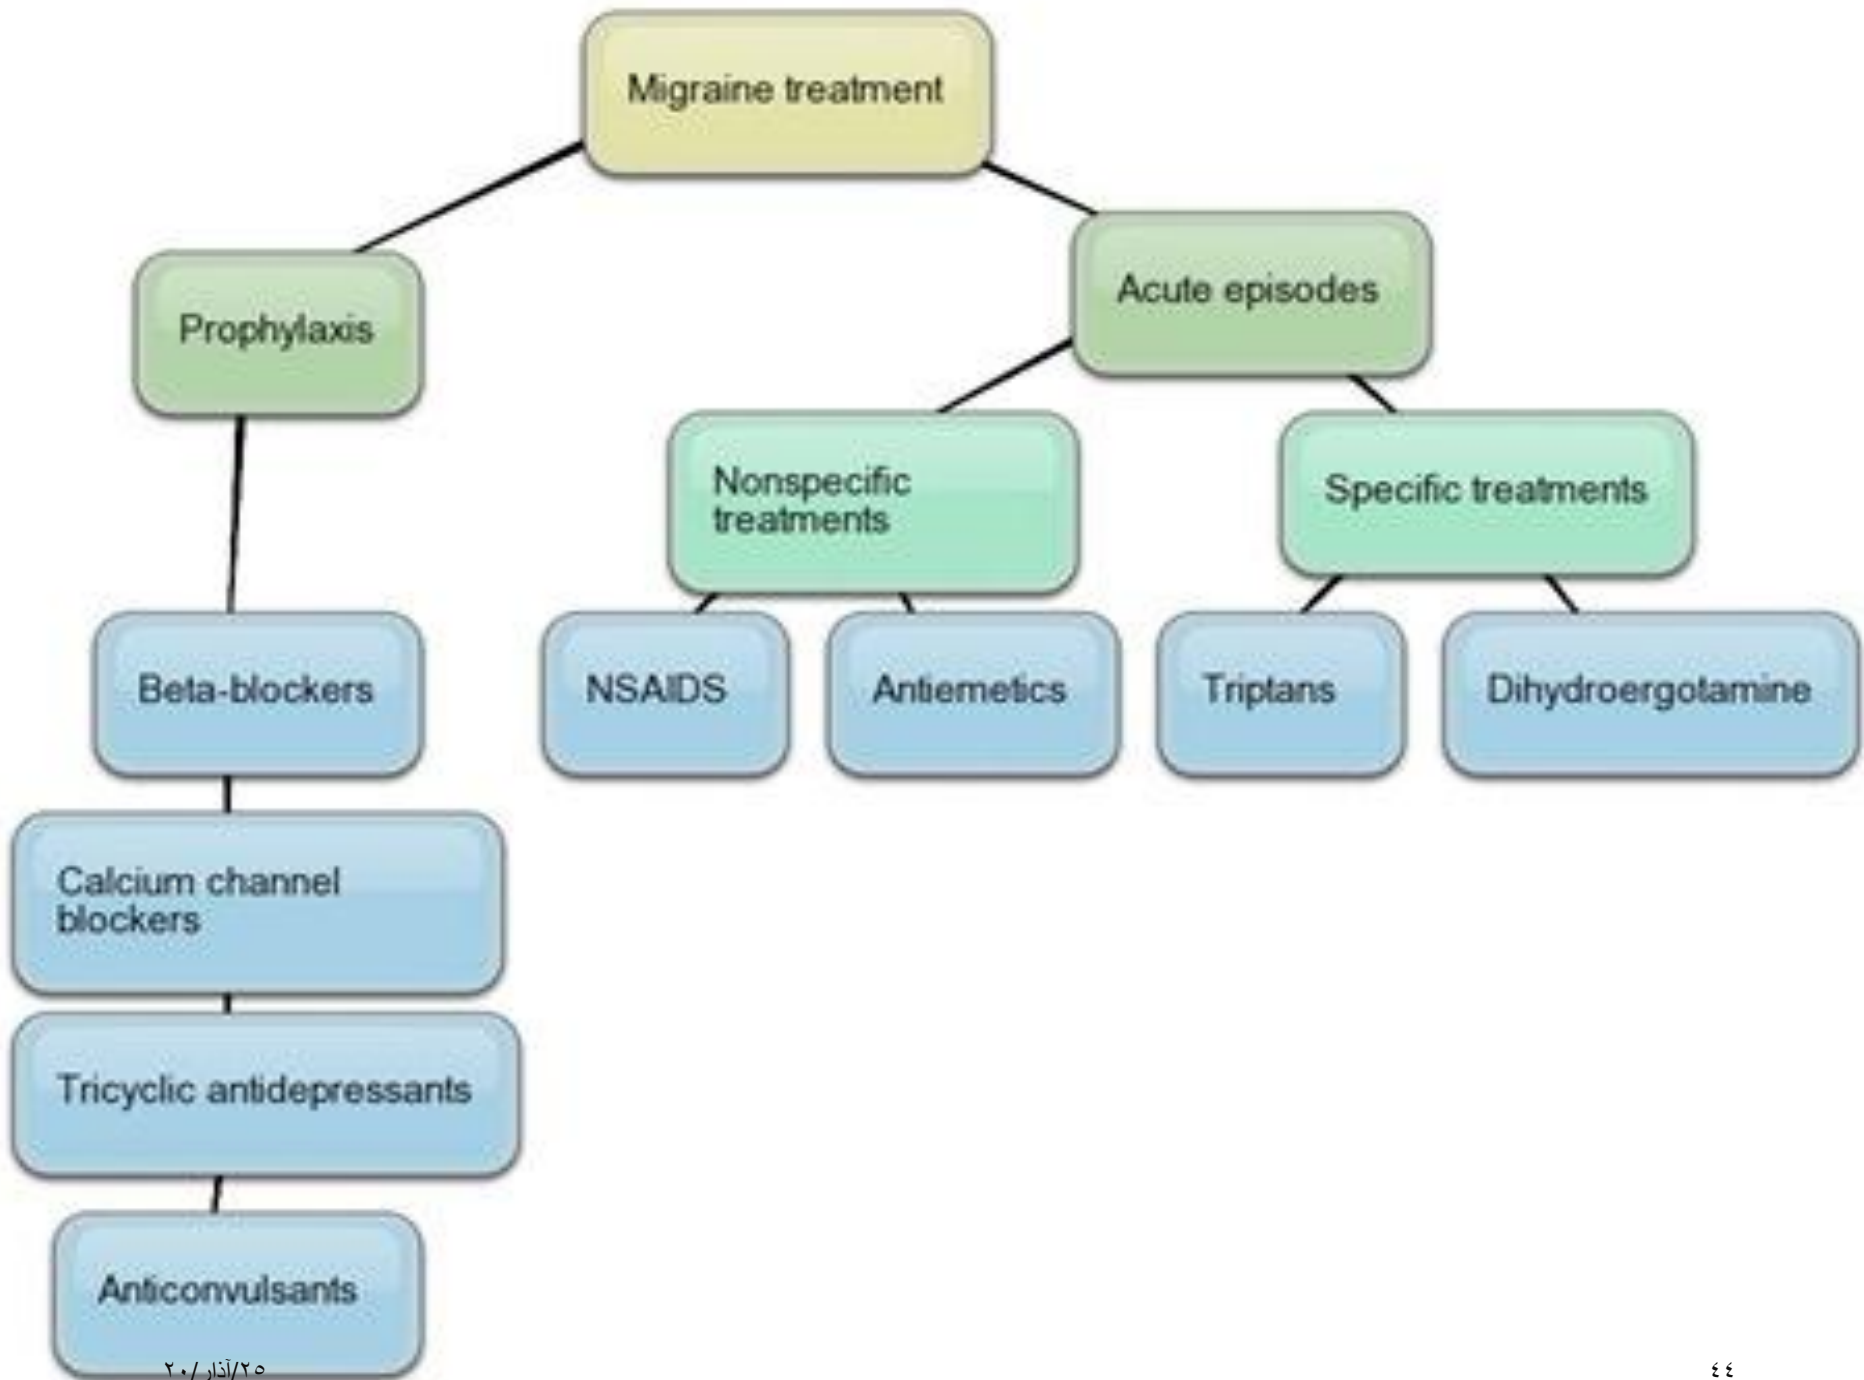 Migraine treatment
Acute episodes
Prophylaxis
Nonspecific
treatments
Specific treatments
Beta-blockers
NSAIDS
Antiemetics
Triptans
Dihydroergotamine
Calcium channel
blockers
Tricyclic antidepressants
Anticonvulsants
٢٥/آذار/٢٠
٤٤